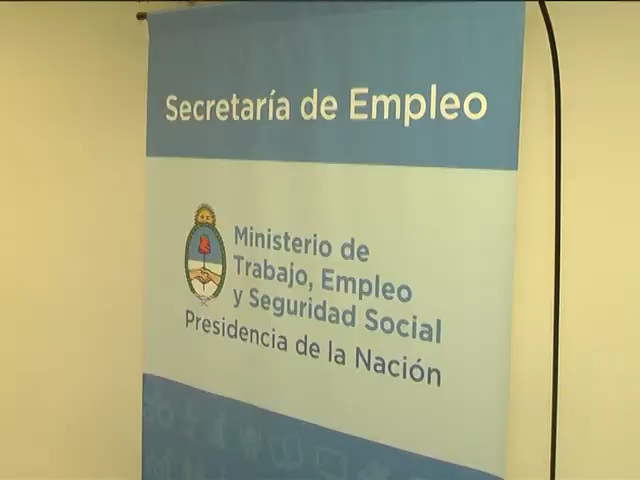 Secretaría de Empleo
Ministerio de
Trabajo, Empleo
y Seguridad Social
Presidencia de la Nación